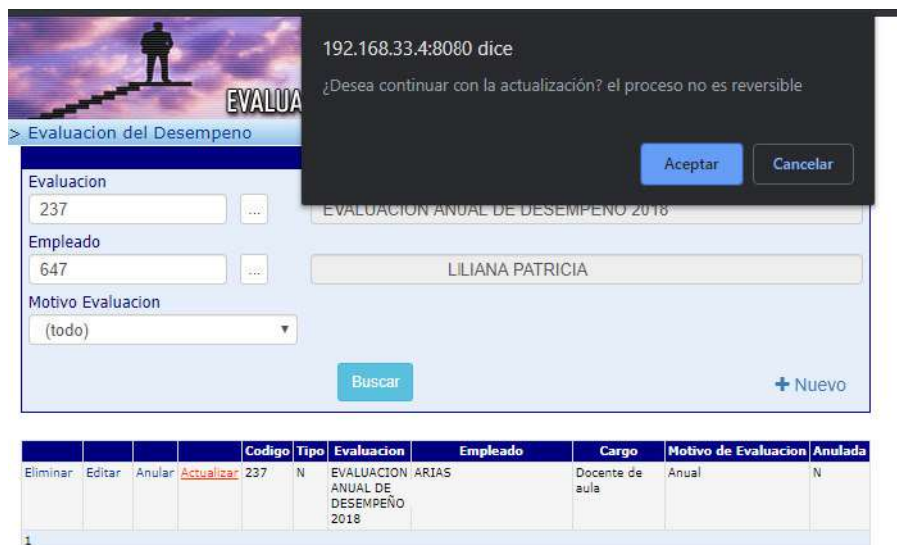 192.168.33.4:8080 dice
¿Desea continuar con la actualización? el proceso no es reversible
Aceptar Cancelar
EVALUA
> Evaluacion del Desempeno
Evaluacion
237 ... EVALUACION ANUAL DE DESEMPEÑO 2018
Empleado
647 ... LILIANA PATRICIA
Motivo Evaluacion
(todo)
Buscar + Nuevo
Codigo Tipo Evaluacion Empleado Cargo Motivo de Evaluacion Anulada
Eliminar Editar Anular Actualizar 237 N EVALUACION ARIAS Docente de Anual N
ANUAL DE aula
DESEMPEÑO
2018
1